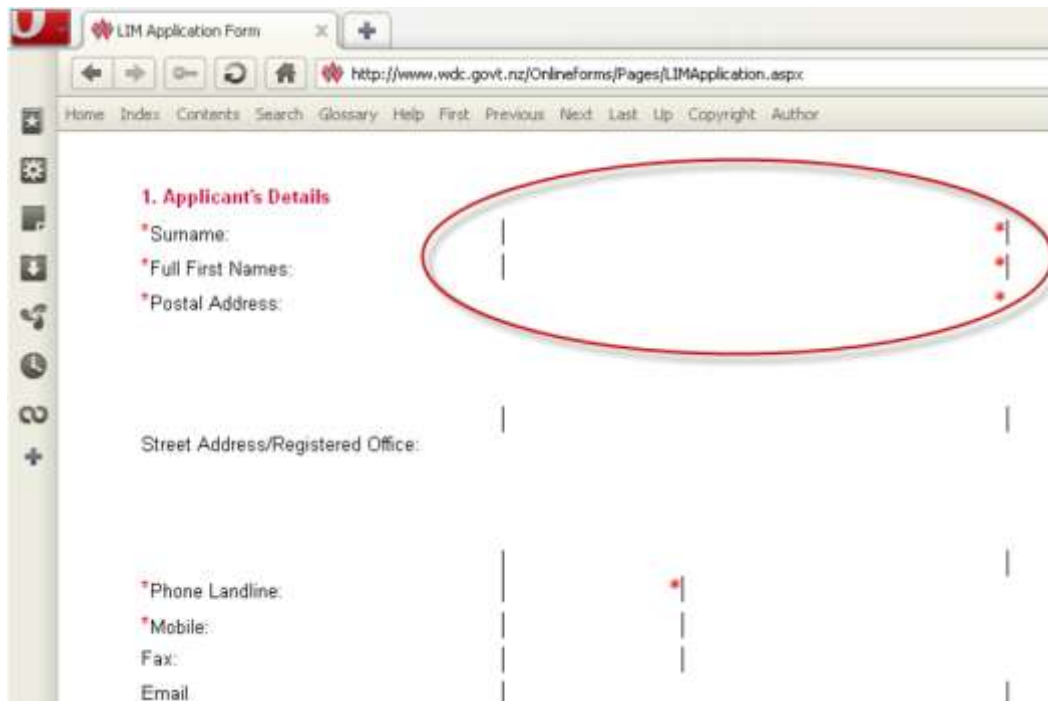 LIM Application Form
http://www.wdc.govt.nz/Onlineforms/Pages/LIMApplication.aspx
Home Index Contents Search Glossary Help First Previous Next Last Up Copyright Author
1. Applicant's Details
*Surname: *
*Full First Names: *
*Postal Address: *
Street Address/Registered Office:
*Phone Landline: *
*Mobile:
Fax:
Email